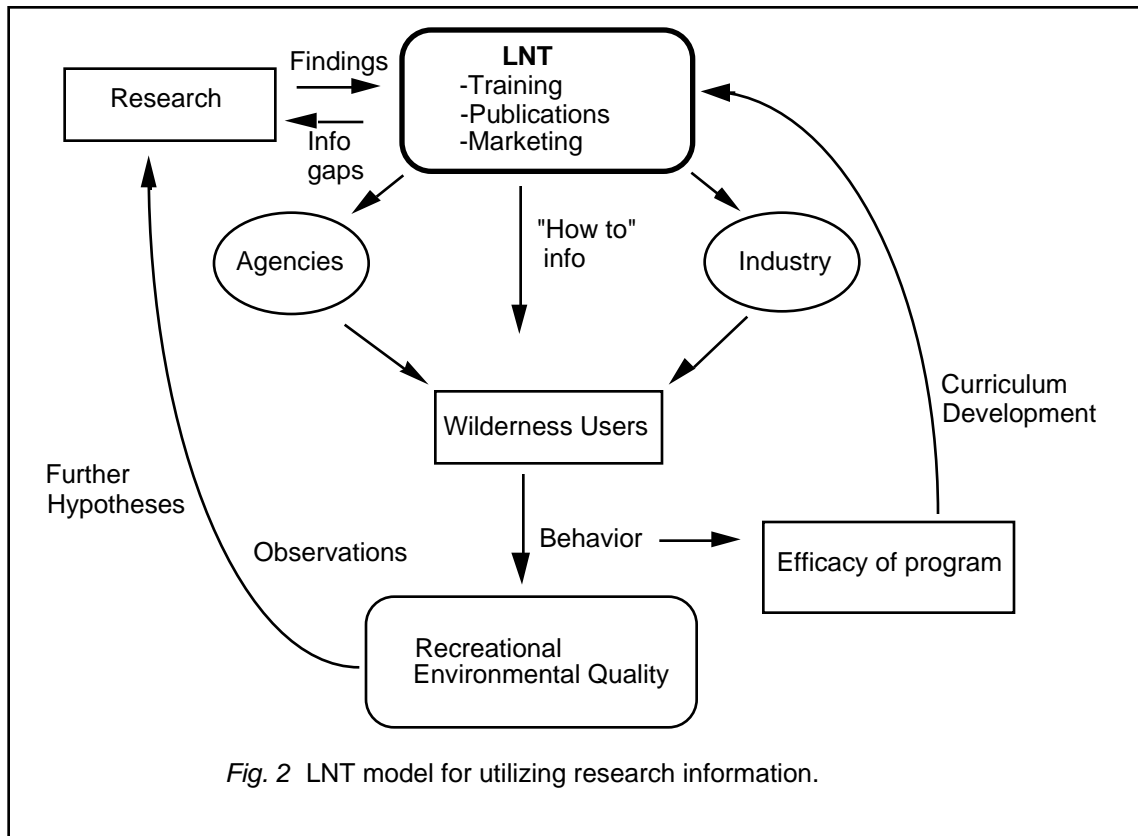 Findings
LNT
-Training
-Publications
-Marketing
Research
Info
gaps
"How to"
info
Agencies
Industry
Curriculum
Development
Wilderness Users
Further
Hypotheses
Observations
Behavior
Efficacy of program
Recreational
Environmental Quality
Fig. 2 LNT model for utilizing research information.